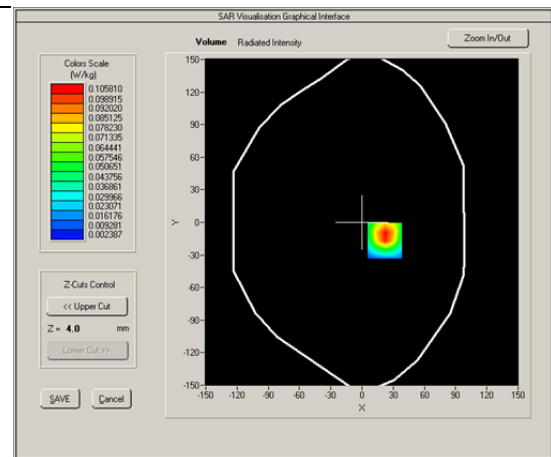 SAR Visualisation Graphical Interface
Volume Radiated Intensity
Zoom In/Out
Colors Scale
(W/kg)
0.105810
0.098915
0.092020
0.085125
0.078230
0.071335
0.064441
0.057546
0.050651
0.043756
0.036861
0.029966
0.023071
0.016176
0.009281
0.002387
Z-Cuts Control
<< Upper Cut
Z = 4.0 mm
Lower Cut >>
SAVE Cancel
150
120
90
60
30
0
-30
-60
-90
-120
-150
Y
-150 -120 -90 -60 -30 0 30 60 90 120 150
X